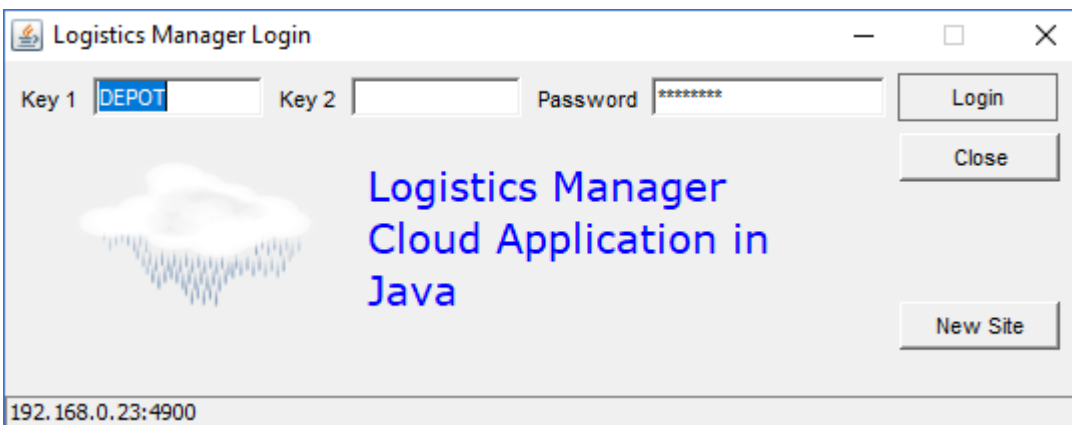 Logistics Manager Login
Key 1 DEPOT Key 2 Password ******** Login
Close
Logistics Manager
Cloud Application in
Java
New Site
192.168.0.23:4900